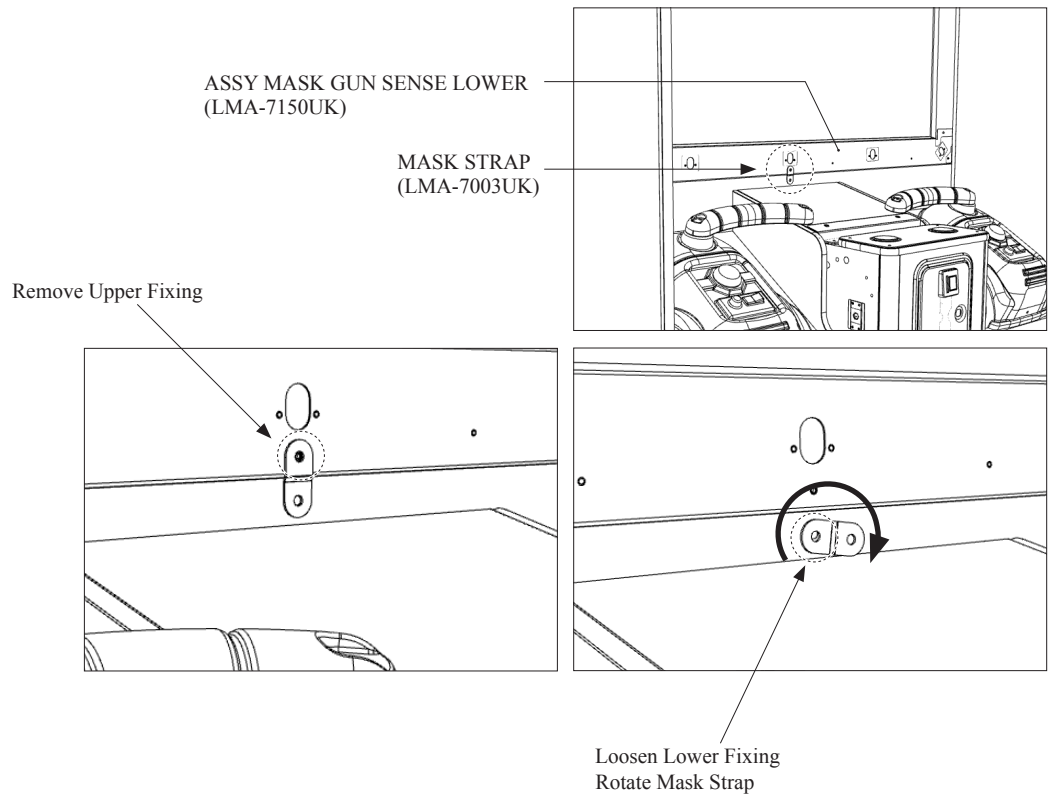 ASSY MASK GUN SENSE LOWER
(LMA-7150UK)
MASK STRAP
(LMA-7003UK)
Remove Upper Fixing
Loosen Lower Fixing
Rotate Mask Strap